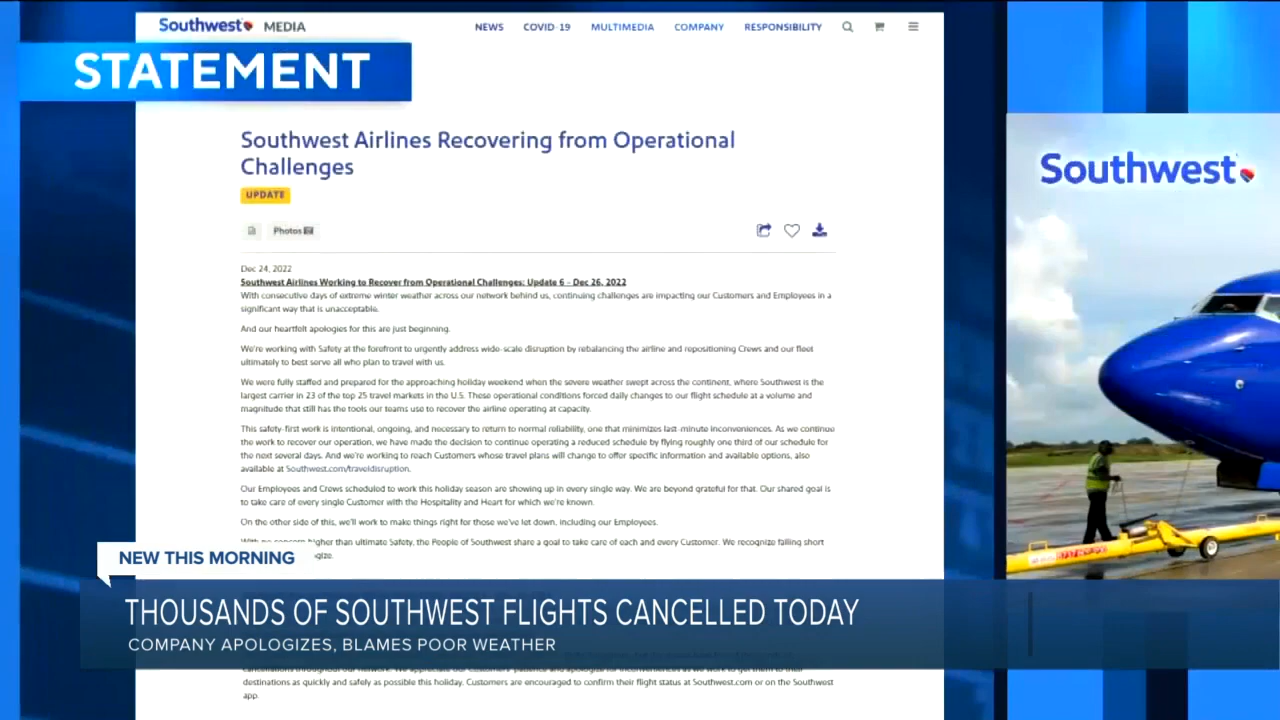 Southwest MEDIA
NEWS COVID-19 MULTIMEDIA COMPANY RESPONSIBILITY
STATEMENT
Southwest Airlines Recovering from Operational
Challenges
UPDATE
Photos
Dec 24, 2022
Southwest Airlines Working to Recover from Operational Challenges: Update 6 - Dec 26, 2022
With consecutive days of extreme winter weather across our network behind us, continuing challenges are impacting our Customers and Employees in a
significant way that is unacceptable.
And our heartfelt apologies for this are just beginning.
We're working with Safety at the forefront to urgently address wide-scale disruption by rebalancing the airline and repositioning Crews and our fleet
ultimately to best serve all who plan to travel with us.
We were fully staffed and prepared for the approaching holiday weekend when the severe weather swept across the continent, where Southwest is the
largest carrier in 23 of the top 25 travel markets in the U.S. These operational conditions forced daily changes to our flight schedule at a volume and
magnitude that still has the tools our teams use to recover the airline operating at capacity.
This safety-first work is intentional, ongoing, and necessary to return to normal reliability, one that minimizes last-minute inconveniences. As we continue
the work to recover our operation, we have made the decision to continue operating a reduced schedule by flying roughly one third of our schedule for
the next several days. And we're working to reach Customers whose travel plans will change to offer specific information and available options, also
available at Southwest.com/traveldisruption.
Our Employees and Crews scheduled to work this holiday season are showing up in every single way. We are beyond grateful for that. Our shared goal is
to take care of every single Customer with the Hospitality and Heart for which we're known.
On the other side of this, we'll work to make things right for those we've let down, including our Employees.
With no concern higher than ultimate Safety, the People of Southwest share a goal to take care of each and every Customer. We recognize falling short
NEW THIS MORNING
THOUSANDS OF SOUTHWEST FLIGHTS CANCELLED TODAY
COMPANY APOLOGIZES, BLAMES POOR WEATHER
destinations as quickly and safely as possible this holiday. Customers are encouraged to confirm their flight status at Southwest.com or on the Southwest
app.
Southwest